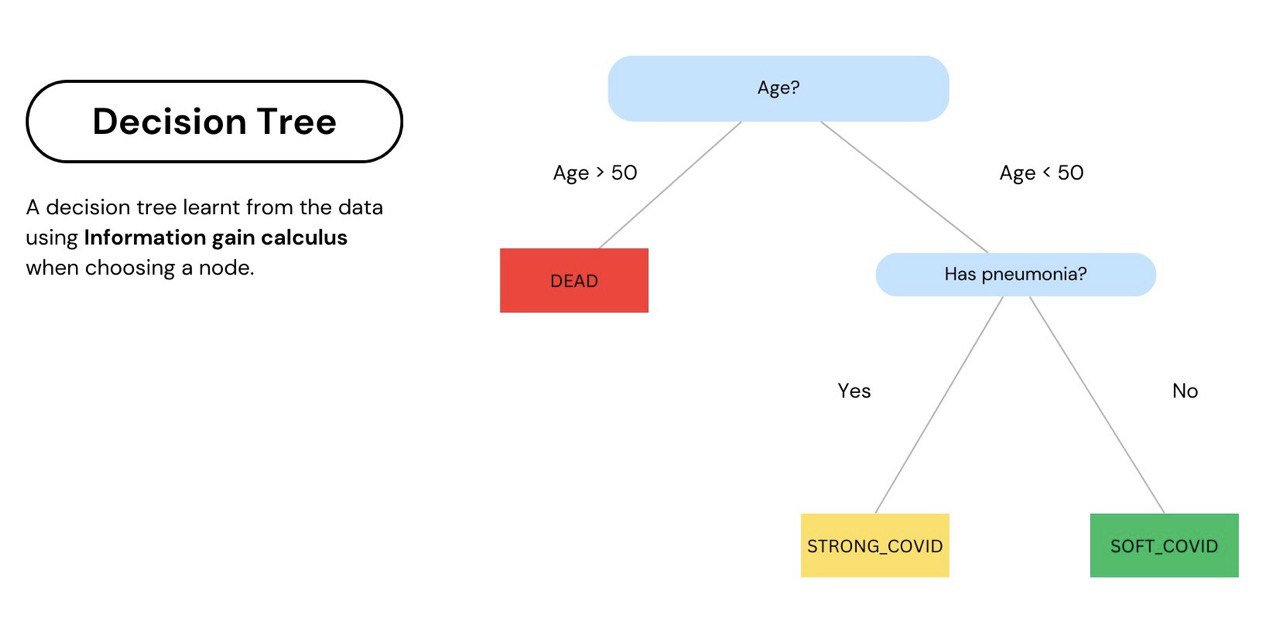 Decision Tree
A decision tree learnt from the data
using Information gain calculus
when choosing a node.
Age?
Age > 50
Age < 50
DEAD
Has pneumonia?
Yes
No
STRONG_COVID
SOFT_COVID